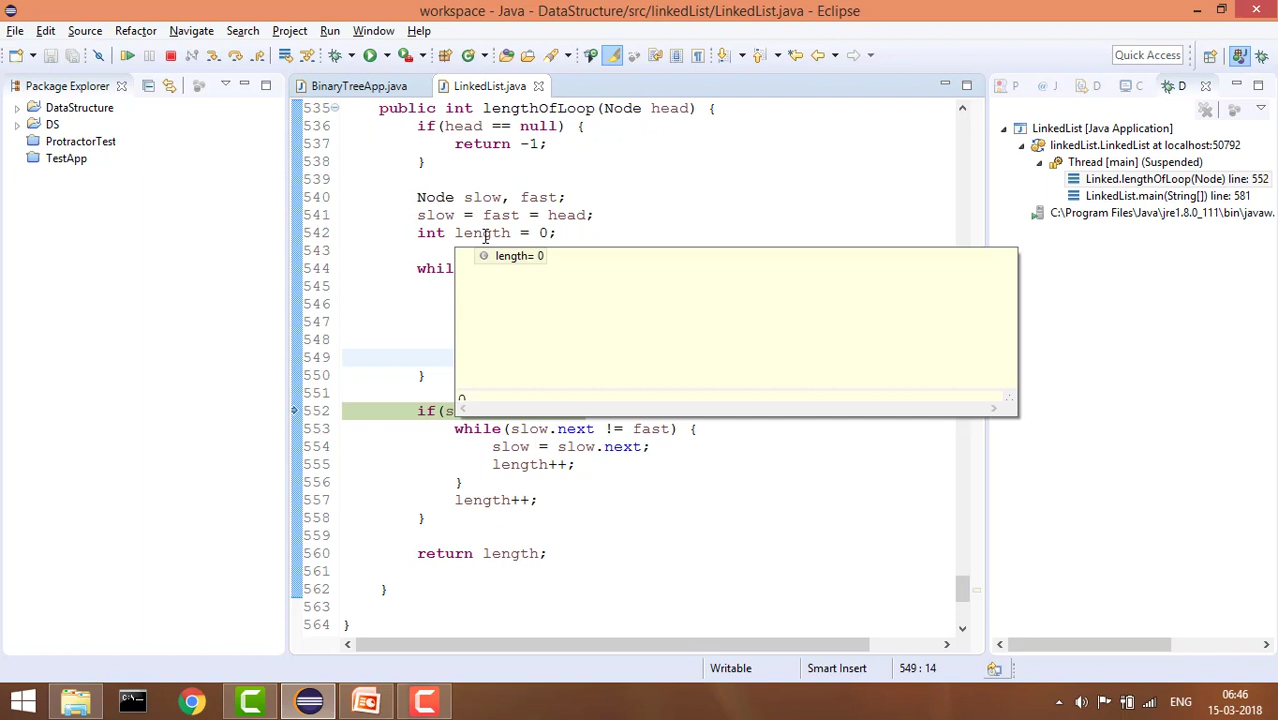 workspace - Java - DataStructure/src/linkedList/LinkedList.java - Eclipse
File Edit Source Refactor Navigate Search Project Run Window Help
Quick Access
Package Explorer
BinaryTreeApp.java
LinkedList.java
P
@ J
D
C
D
DataStructure
DS
ProtractorTest
TestApp
535 public int lengthOfLoop(Node head) {
536 if(head == null) {
537 return -1;
538 }
539
540 Node slow, fast;
541 slow = fast = head;
542 int length = 0;
543
length= 0
544 whil
545
546
547
548
549
550 }
551
0
552 if(s
553 while(slow.next != fast) {
554 slow = slow.next;
555 length++;
556 }
557 length++;
558 }
559
560 return length;
561
562 }
563
564 }
LinkedList [Java Application]
linkedList.LinkedList at localhost:50792
Thread [main] (Suspended)
Linked.lengthOfLoop(Node) line: 552
LinkedList.main(String[]) line: 581
C:\Program Files\Java\jre1.8.0_111\bin\javaw.
Writable
Smart Insert
549 : 14
ENG
06:46
15-03-2018